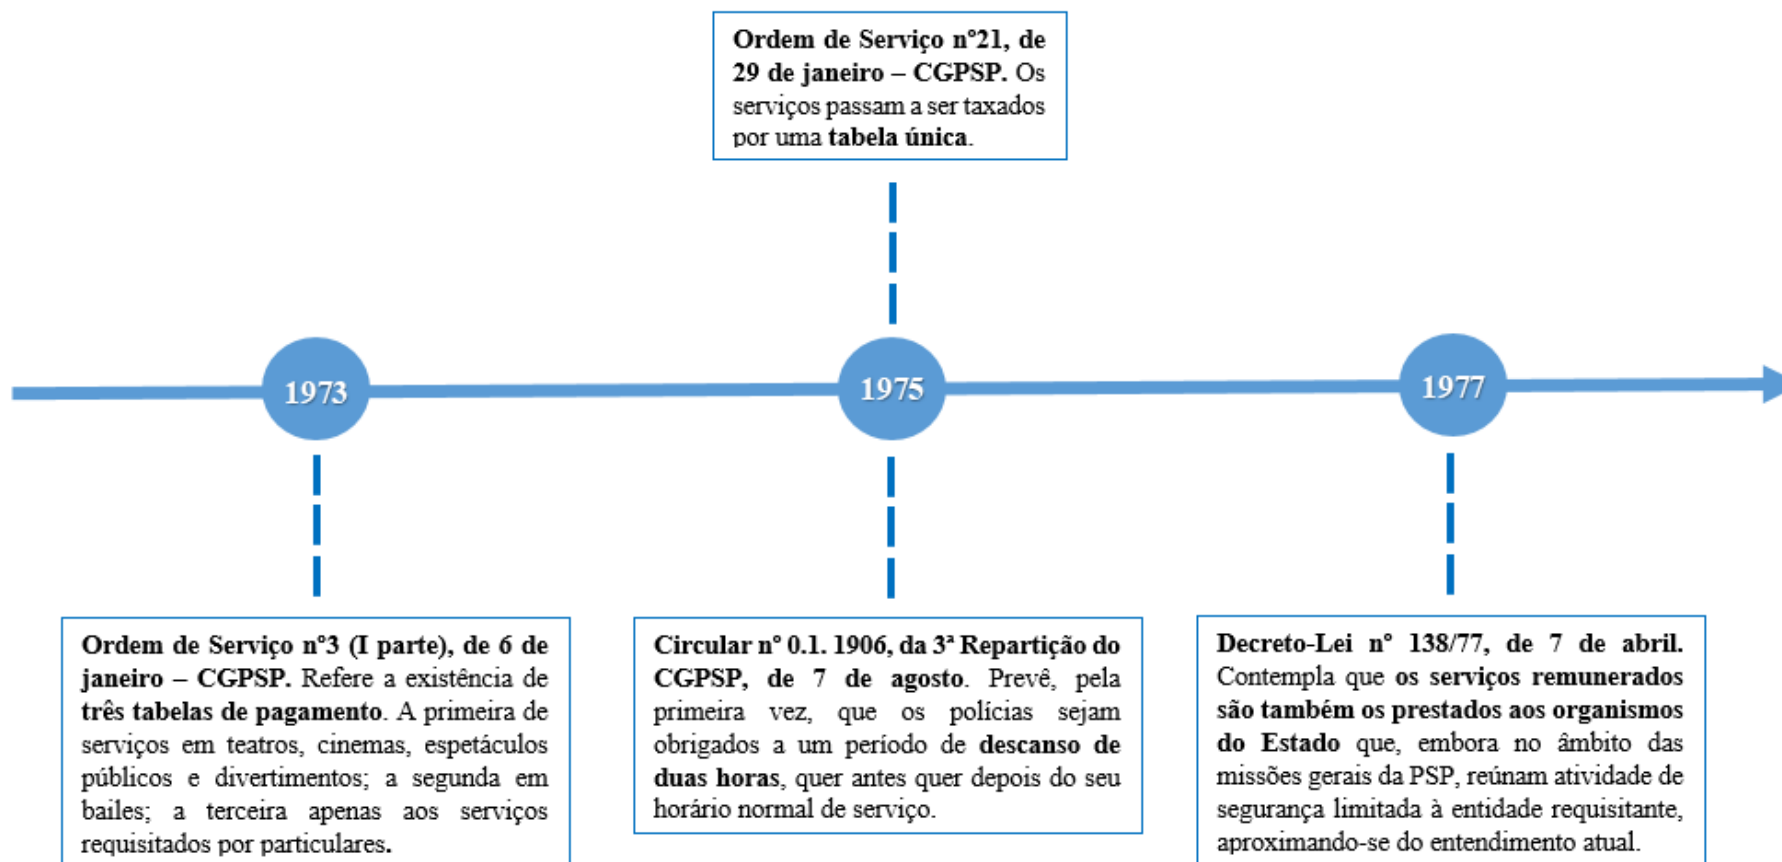 Ordem de Serviço nº21, de
29 de janeiro – CGPSP. Os
serviços passam a ser taxados
por uma tabela única.
1973
1975
1977
Ordem de Serviço nº3 (I parte), de 6 de
janeiro – CGPSP. Refere a existência de
três tabelas de pagamento. A primeira de
serviços em teatros, cinemas, espetáculos
públicos e divertimentos; a segunda em
bailes; a terceira apenas aos serviços
requisitados por particulares.
Circular nº 0.1. 1906, da 3ª Repartição do
CGPSP, de 7 de agosto. Prevê, pela
primeira vez, que os polícias sejam
obrigados a um período de descanso de
duas horas, quer antes quer depois do seu
horário normal de serviço.
Decreto-Lei nº 138/77, de 7 de abril.
Contempla que os serviços remunerados
são também os prestados aos organismos
do Estado que, embora no âmbito das
missões gerais da PSP, reúnam atividade de
segurança limitada à entidade requisitante,
aproximando-se do entendimento atual.